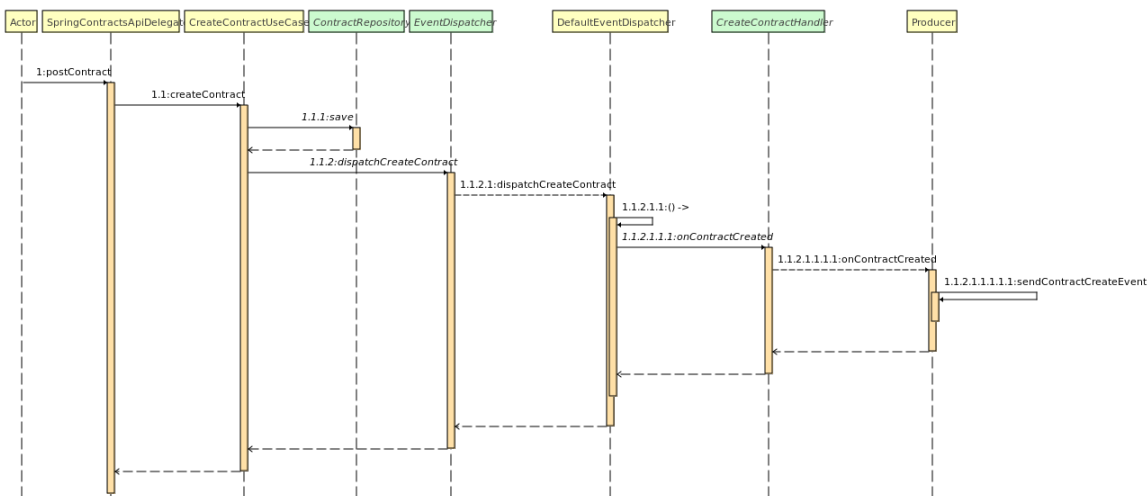 Actor
SpringContractsApiDelegat
CreateContractUseCase
ContractRepository
EventDispatcher
DefaultEventDispatcher
CreateContractHandler
Producer
1:postContract
1.1:createContract
1.1.1:save
1.1.2:dispatchCreateContract
1.1.2.1:dispatchCreateContract
1.1.2.1.1:() ->
1.1.2.1.1.1:onContractCreated
1.1.2.1.1.1.1:onContractCreated
1.1.2.1.1.1.1.1:sendContractCreateEvent